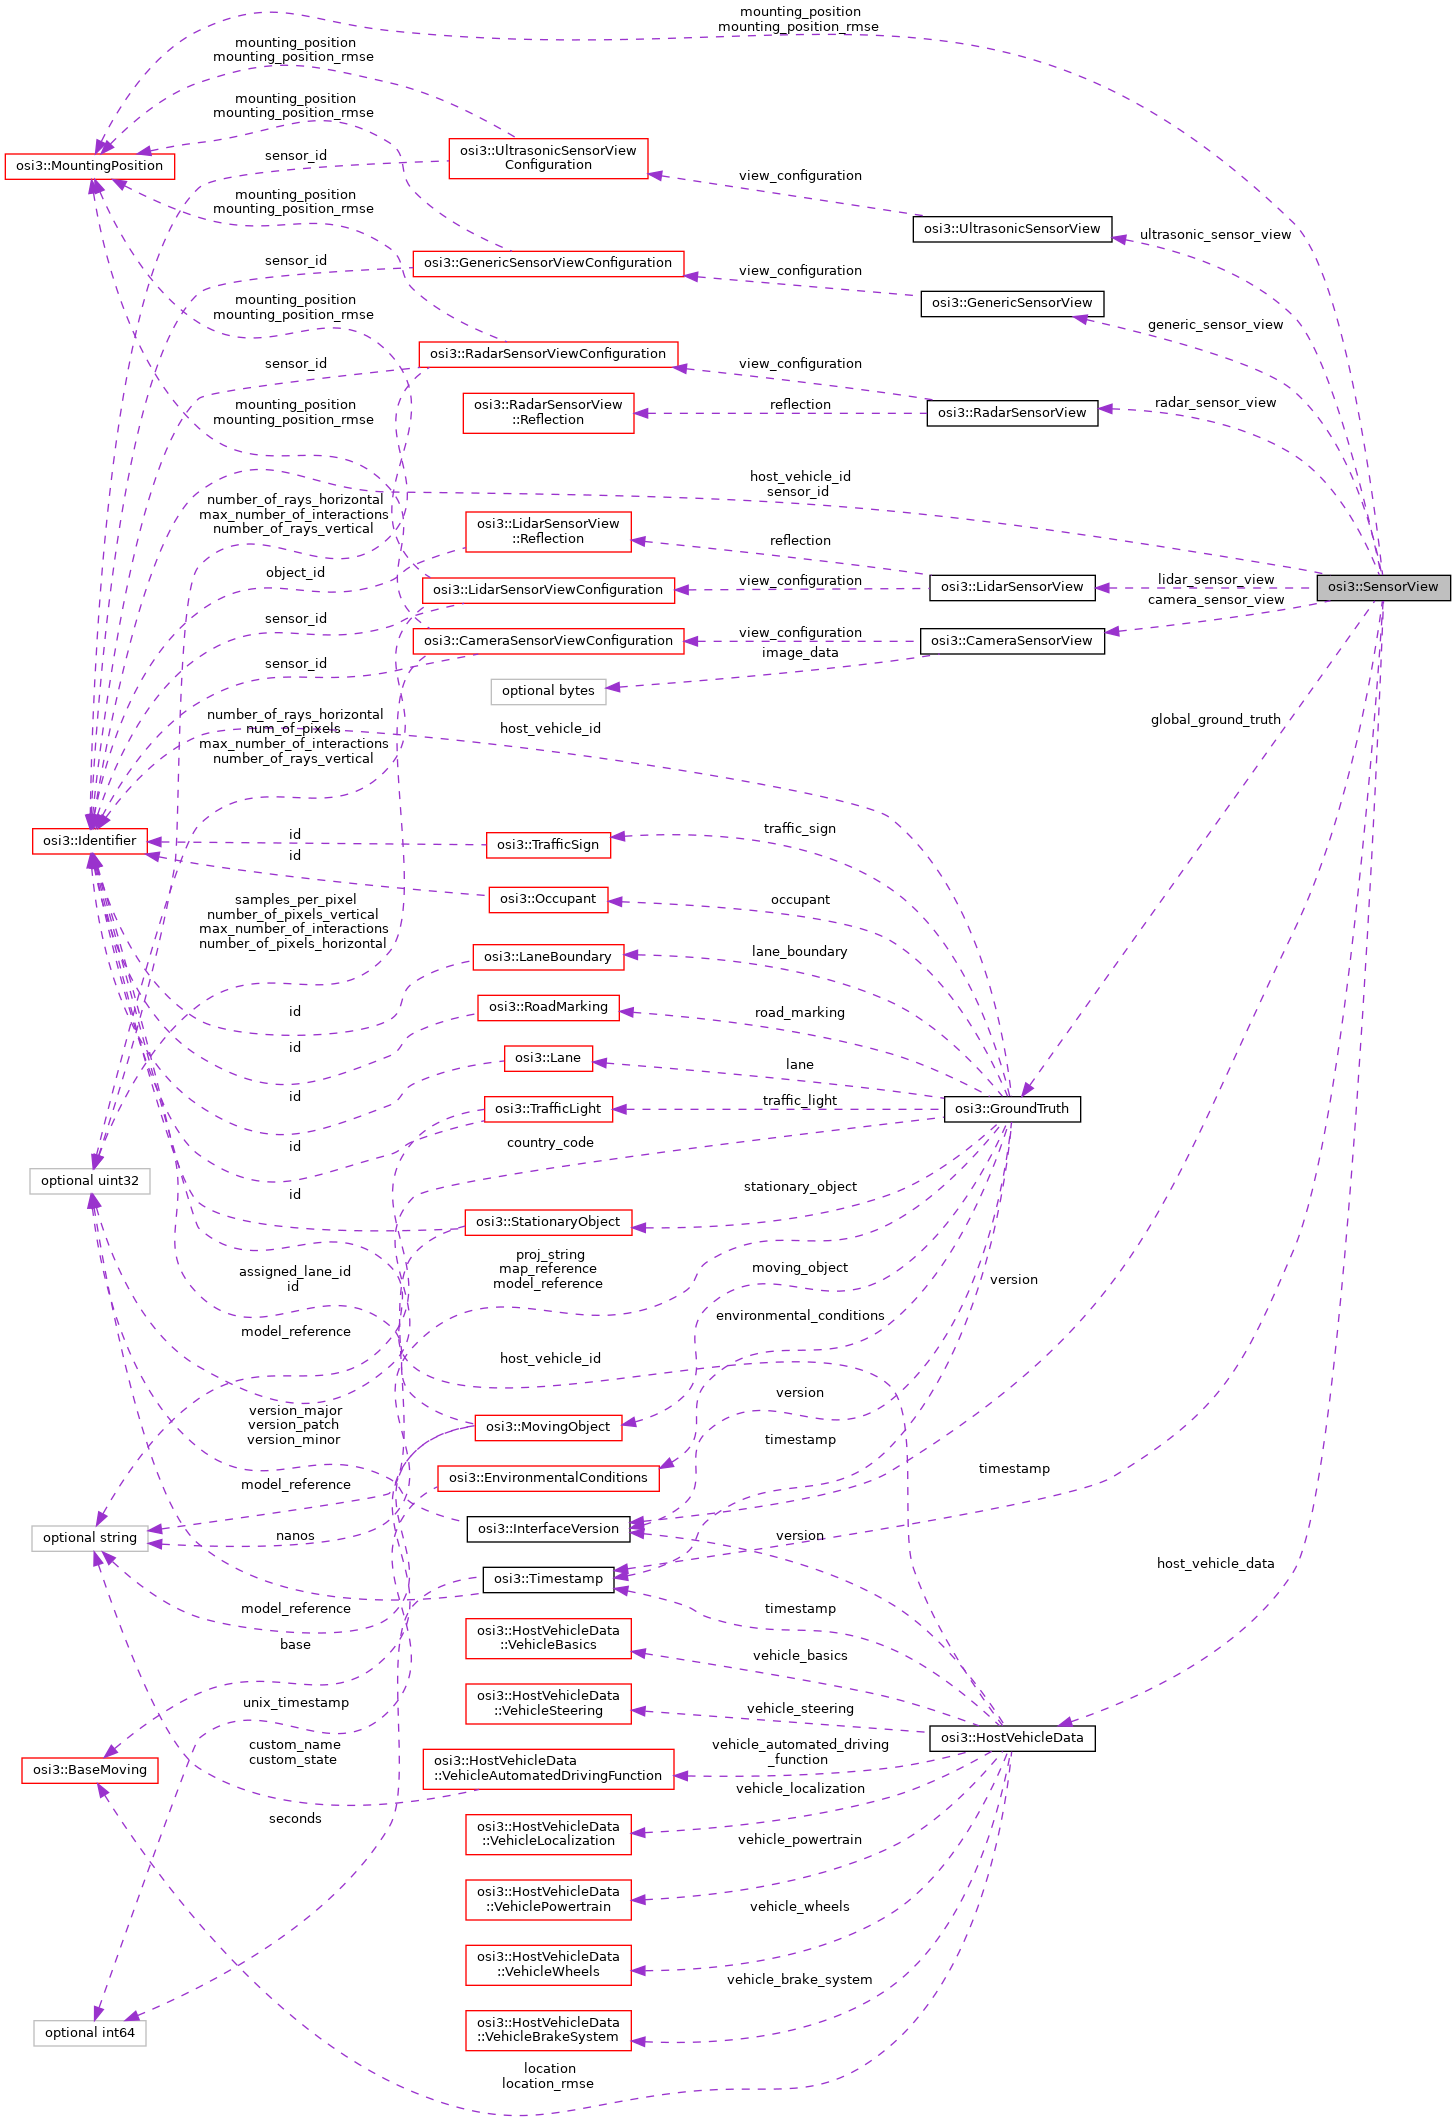 mounting_position
mounting_position_rmse
mounting_position
mounting_position_rmse
mounting_position
mounting_position_rmse
osi3::UltrasonicSensorView
Configuration
sensor_id
osi3::MountingPosition
view_configuration
mounting_position
mounting_position_rmse
osi3::UltrasonicSensorView
ultrasonic_sensor_view
sensor_id
osi3::GenericSensorViewConfiguration
view_configuration
mounting_position
mounting_position_rmse
osi3::GenericSensorView
generic_sensor_view
osi3::RadarSensorViewConfiguration
sensor_id
view_configuration
mounting_position
mounting_position_rmse
osi3::RadarSensorView
::Reflection
reflection
osi3::RadarSensorView
radar_sensor_view
host_vehicle_id
sensor_id
number_of_rays_horizontal
max_number_of_interactions
number_of_rays_vertical
osi3::LidarSensorView
::Reflection
reflection
object_id
osi3::LidarSensorViewConfiguration
view_configuration
osi3::LidarSensorView
lidar_sensor_view
osi3::SensorView
camera_sensor_view
sensor_id
osi3::CameraSensorViewConfiguration
view_configuration
osi3::CameraSensorView
image_data
sensor_id
optional bytes
number_of_rays_horizontal
num_of_pixels
max_number_of_interactions
number_of_rays_vertical
host_vehicle_id
global_ground_truth
osi3::Identifier
id
osi3::TrafficSign
traffic_sign
id
osi3::Occupant
occupant
samples_per_pixel
number_of_pixels_vertical
max_number_of_interactions
number_of_pixels_horizontal
osi3::LaneBoundary
lane_boundary
id
osi3::RoadMarking
road_marking
id
osi3::Lane
lane
id
osi3::TrafficLight
traffic_light
osi3::GroundTruth
id
country_code
optional uint32
id
stationary_object
osi3::StationaryObject
proj_string
map_reference
model_reference
assigned_lane_id
id
moving_object
version
environmental_conditions
model_reference
host_vehicle_id
version
version_major
version_patch
version_minor
osi3::MovingObject
timestamp
model_reference
osi3::EnvironmentalConditions
timestamp
optional string
nanos
osi3::InterfaceVersion
version
host_vehicle_data
osi3::Timestamp
model_reference
timestamp
base
osi3::HostVehicleData
::VehicleBasics
vehicle_basics
unix_timestamp
osi3::HostVehicleData
::VehicleSteering
vehicle_steering
osi3::HostVehicleData
custom_name
custom_state
vehicle_automated_driving
_function
osi3::BaseMoving
osi3::HostVehicleData
::VehicleAutomatedDrivingFunction
vehicle_localization
seconds
osi3::HostVehicleData
::VehicleLocalization
vehicle_powertrain
osi3::HostVehicleData
::VehiclePowertrain
vehicle_wheels
osi3::HostVehicleData
::VehicleWheels
vehicle_brake_system
optional int64
osi3::HostVehicleData
::VehicleBrakeSystem
location
location_rmse